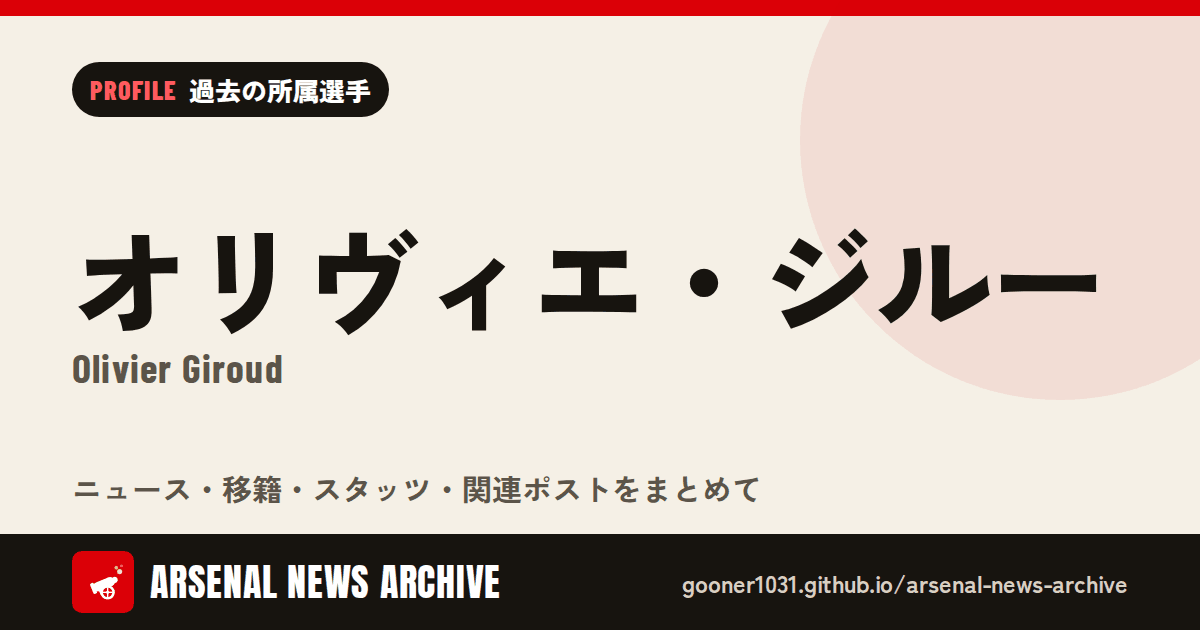 PROFILE 過去の所属選手
オリヴィエ・ジルー
Olivier Giroud
ニュース・移籍・スタッツ・関連ポストをまとめて
ARSENAL NEWS ARCHIVE
gooner1031.github.io/arsenal-news-archive